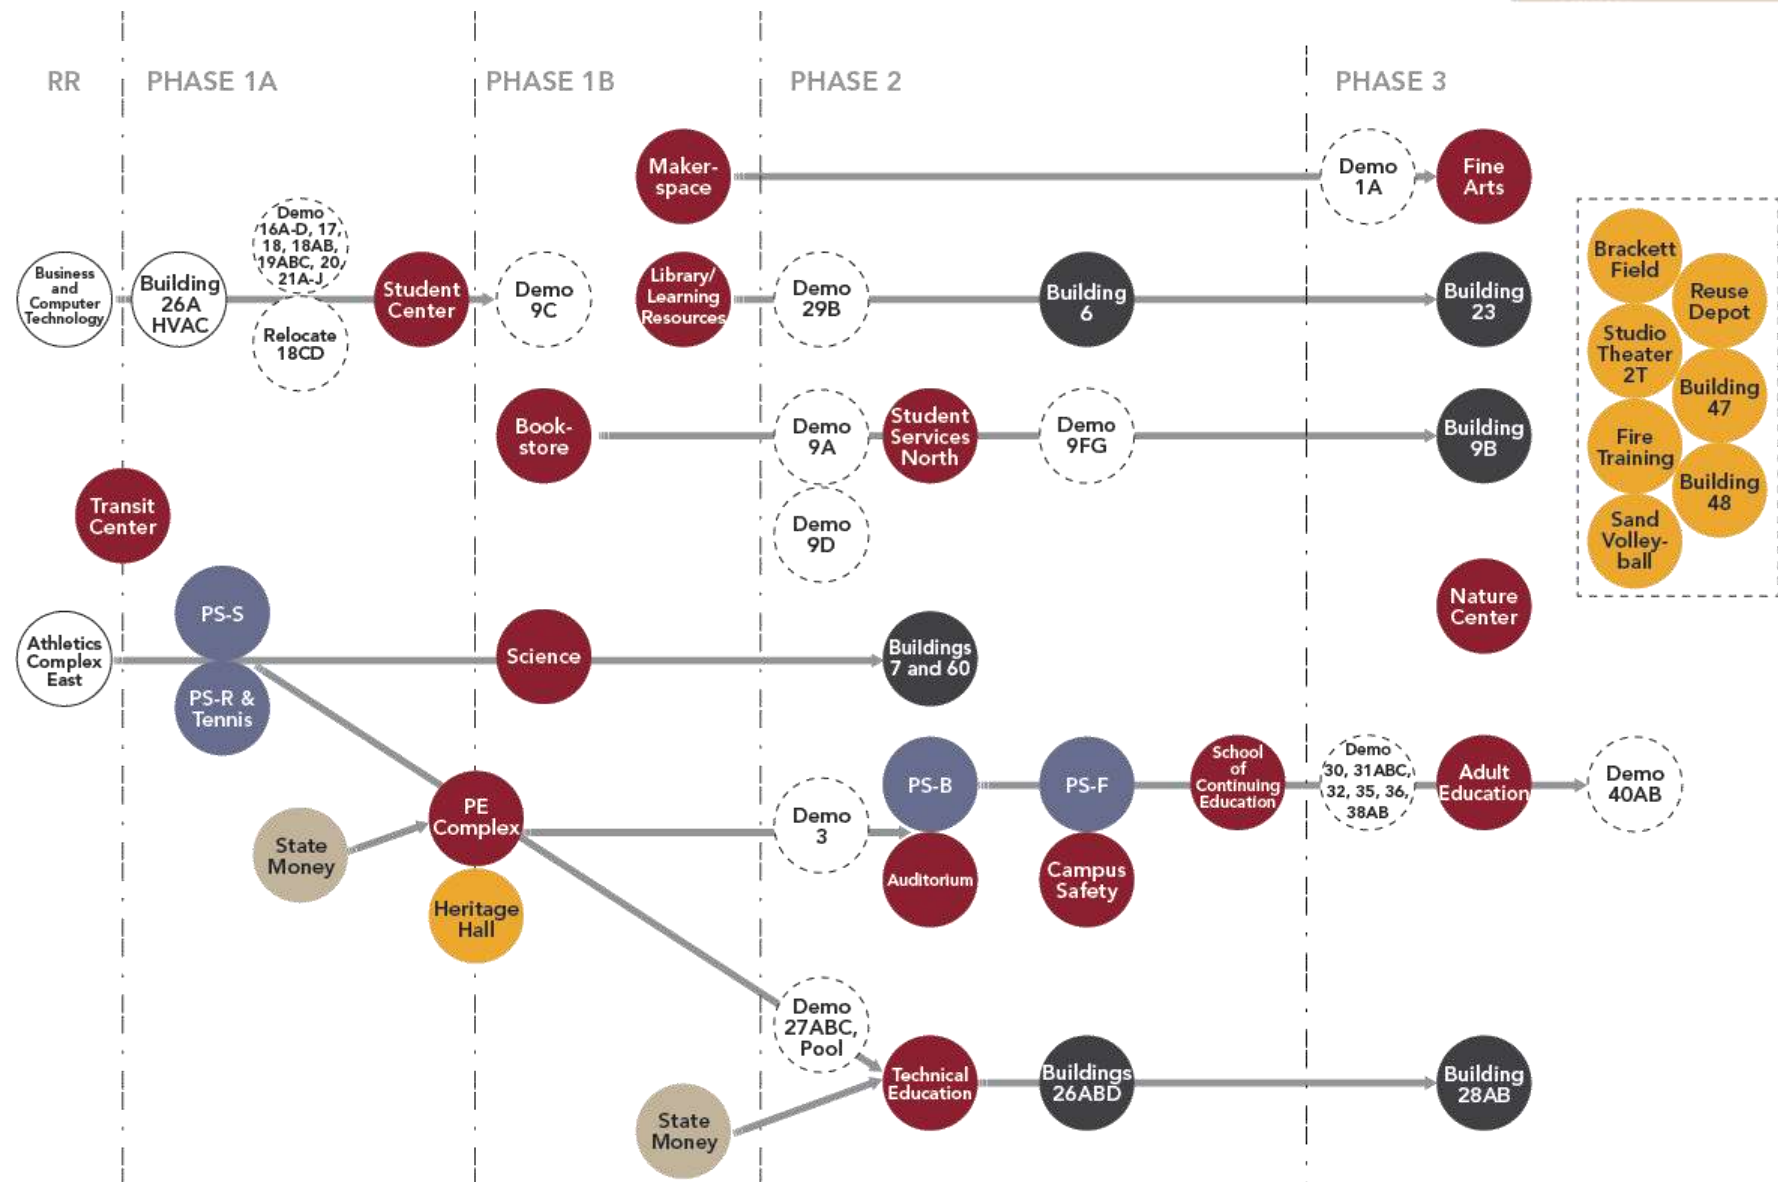 RR
PHASE 1A
PHASE 1B
PHASE 2
PHASE 3
Maker-
space
Demo
1A
Fine
Arts
Business
and
Computer
Technology
Building
26A
HVAC
Demo
16A-D, 17,
18, 18AB,
19ABC, 20,
21A-J
Relocate
18CD
Student
Center
Demo
9C
Library/
Learning
Resources
Demo
29B
Building
6
Building
23
Book-
store
Demo
9A
Student
Services
North
Demo
9FG
Building
9B
Demo
9D
Brackett
Field
Reuse
Depot
Studio
Theater
2T
Building
47
Fire
Training
Building
48
Sand
Volley-
ball
Transit
Center
Nature
Center
Athletics
Complex
East
PS-S
PS-R &
Tennis
Science
Buildings
7 and 60
State
Money
PE
Complex
Heritage
Hall
Demo
3
PS-B
Auditorium
PS-F
Campus
Safety
School
of
Continuing
Education
Demo
30, 31ABC,
32, 35, 36,
38AB
Adult
Education
Demo
40AB
Demo
27ABC,
Pool
State
Money
Technical
Education
Buildings
26ABD
Building
28AB